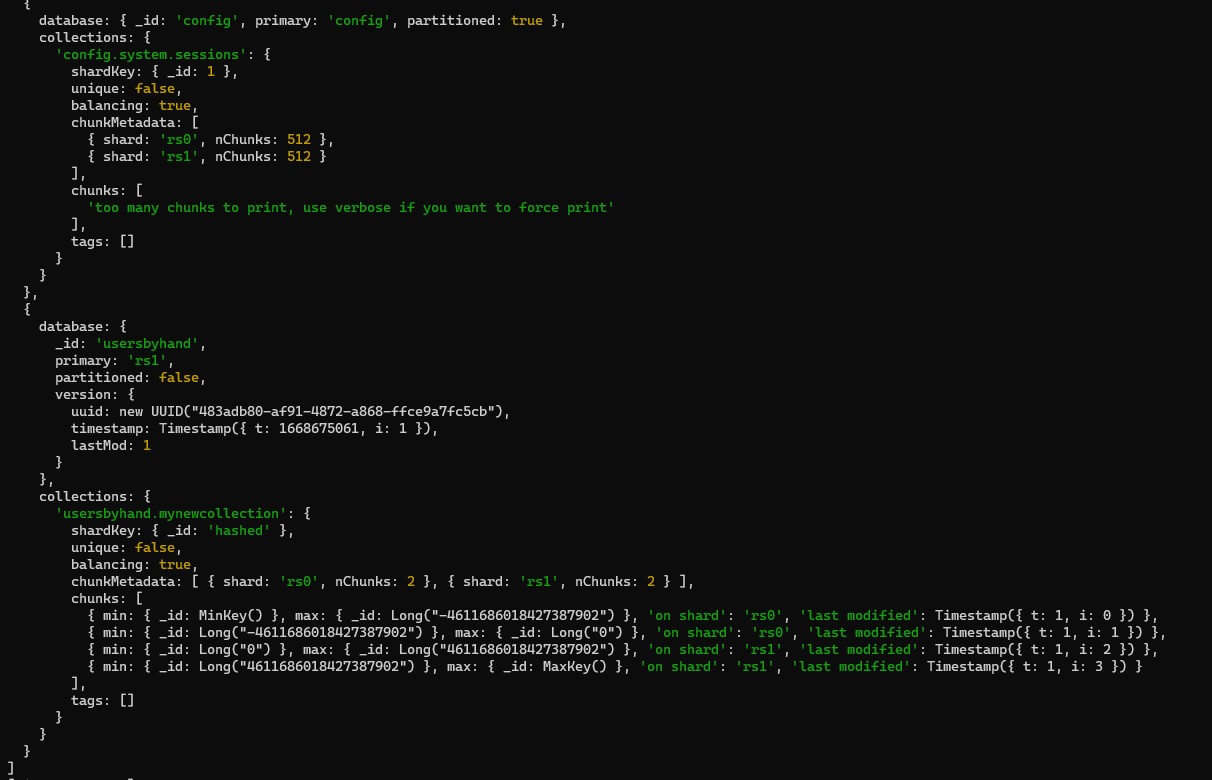 {
database: { _id: 'config', primary: 'config', partitioned: true },
collections: {
'config.system.sessions': {
shardKey: { _id: 1 },
unique: false,
balancing: true,
chunkMetadata: [
{ shard: 'rs0', nChunks: 512 },
{ shard: 'rs1', nChunks: 512 }
],
chunks: [
'too many chunks to print, use verbose if you want to force print'
],
tags: []
}
}
},
{
database: {
_id: 'usersbyhand',
primary: 'rs1',
partitioned: false,
version: {
uuid: new UUID("483adb80-af91-4872-a868-ffce9a7fc5cb"),
timestamp: Timestamp({ t: 1668675061, i: 1 }),
lastMod: 1
}
},
collections: {
'usersbyhand.mynewcollection': {
shardKey: { _id: 'hashed' },
unique: false,
balancing: true,
chunkMetadata: [ { shard: 'rs0', nChunks: 2 }, { shard: 'rs1', nChunks: 2 } ],
chunks: [
{ min: { _id: MinKey() }, max: { _id: Long("-4611686018427387902") }, 'on shard': 'rs0', 'last modified': Timestamp({ t: 1, i: 0 }) },
{ min: { _id: Long("-4611686018427387902") }, max: { _id: Long("0") }, 'on shard': 'rs0', 'last modified': Timestamp({ t: 1, i: 1 }) },
{ min: { _id: Long("0") }, max: { _id: Long("4611686018427387902") }, 'on shard': 'rs1', 'last modified': Timestamp({ t: 1, i: 2 }) },
{ min: { _id: Long("4611686018427387902") }, max: { _id: MaxKey() }, 'on shard': 'rs1', 'last modified': Timestamp({ t: 1, i: 3 }) }
],
tags: []
}
}
}
]